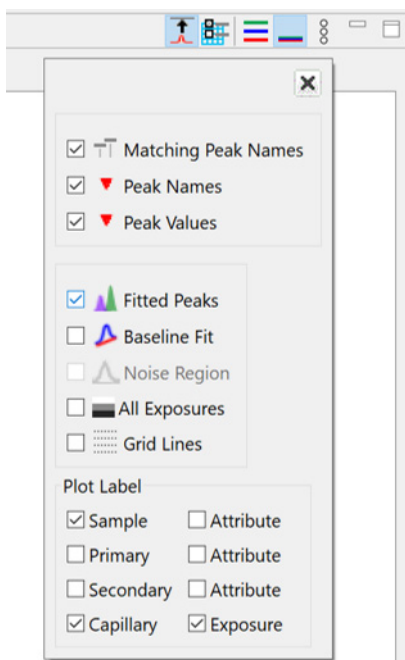 Matching Peak Names
Peak Names
Peak Values
Fitted Peaks
Baseline Fit
Noise Region
All Exposures
Grid Lines
Plot Label
Sample Attribute
Primary Attribute
Secondary Attribute
Capillary Exposure